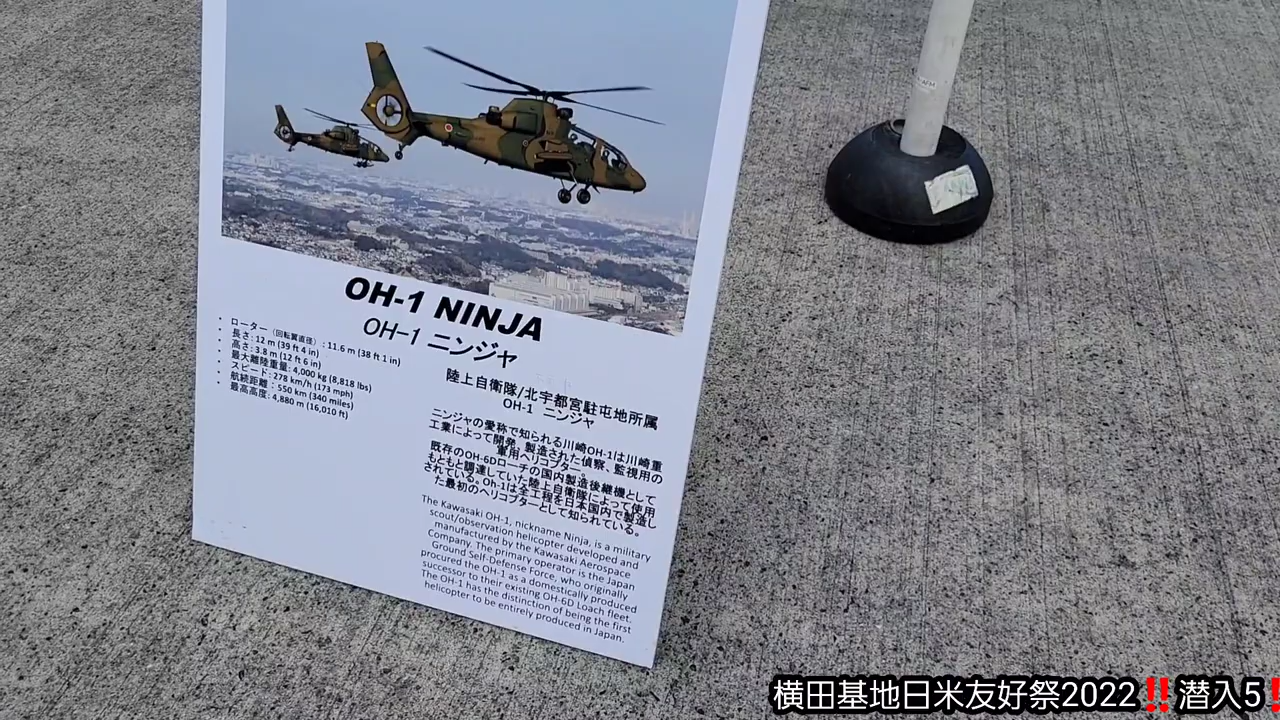 OH-1 NINJA
OH-1 ニンジャ
・ ローター（回転翼直径）: 11.6 m (38 ft 1 in)
・ 長さ: 12 m (39 ft 4 in)
・ 高さ: 3.8 m (12 ft 6 in)
・ 最大離陸重量: 4,000 kg (8,818 lbs)
・ スピード: 278 km/h (173 mph)
・ 航続距離: 550 km (340 miles)
・ 最高高度: 4,880 m (16,010 ft)
陸上自衛隊/北宇都宮駐屯地所属
OH-1 ニンジャ
ニンジャの愛称で知られる川崎OH-1は川崎重
工業によって開発、製造された偵察、監視用の
軍用ヘリコプター。
既存のOH-6Dローチの国内製造後継機として
もともと調達していた陸上自衛隊によって使用
されている。Oh-1は全工程を日本国内で製造し
た最初のヘリコプターとして知られている。
The Kawasaki OH-1, nickname Ninja, is a military
scout/observation helicopter developed and
manufactured by the Kawasaki Aerospace
Company. The primary operator is the Japan
Ground Self-Defense Force, who originally
procured the OH-1 as a domestically produced
successor to their existing OH-6D Loach fleet.
The OH-1 has the distinction of being the first
helicopter to be entirely produced in Japan.
横田基地日米友好祭2022‼️潜入5❗